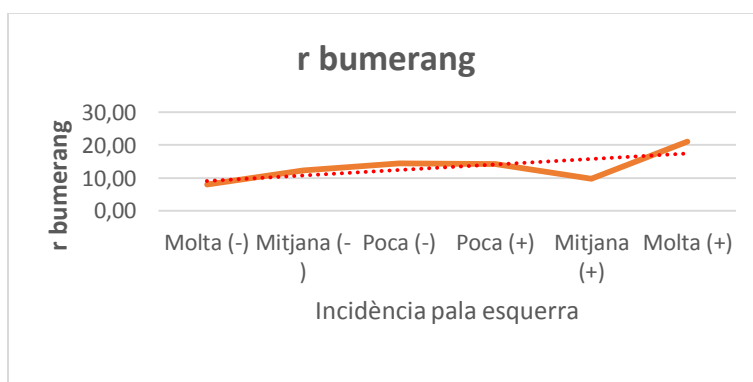 r bumerang
r bumerang
30,00
20,00
10,00
0,00
Molta (-) Mitjana (- Poca (-) Poca (+) Mitjana Molta (+)
) (+)
Incidència pala esquerra